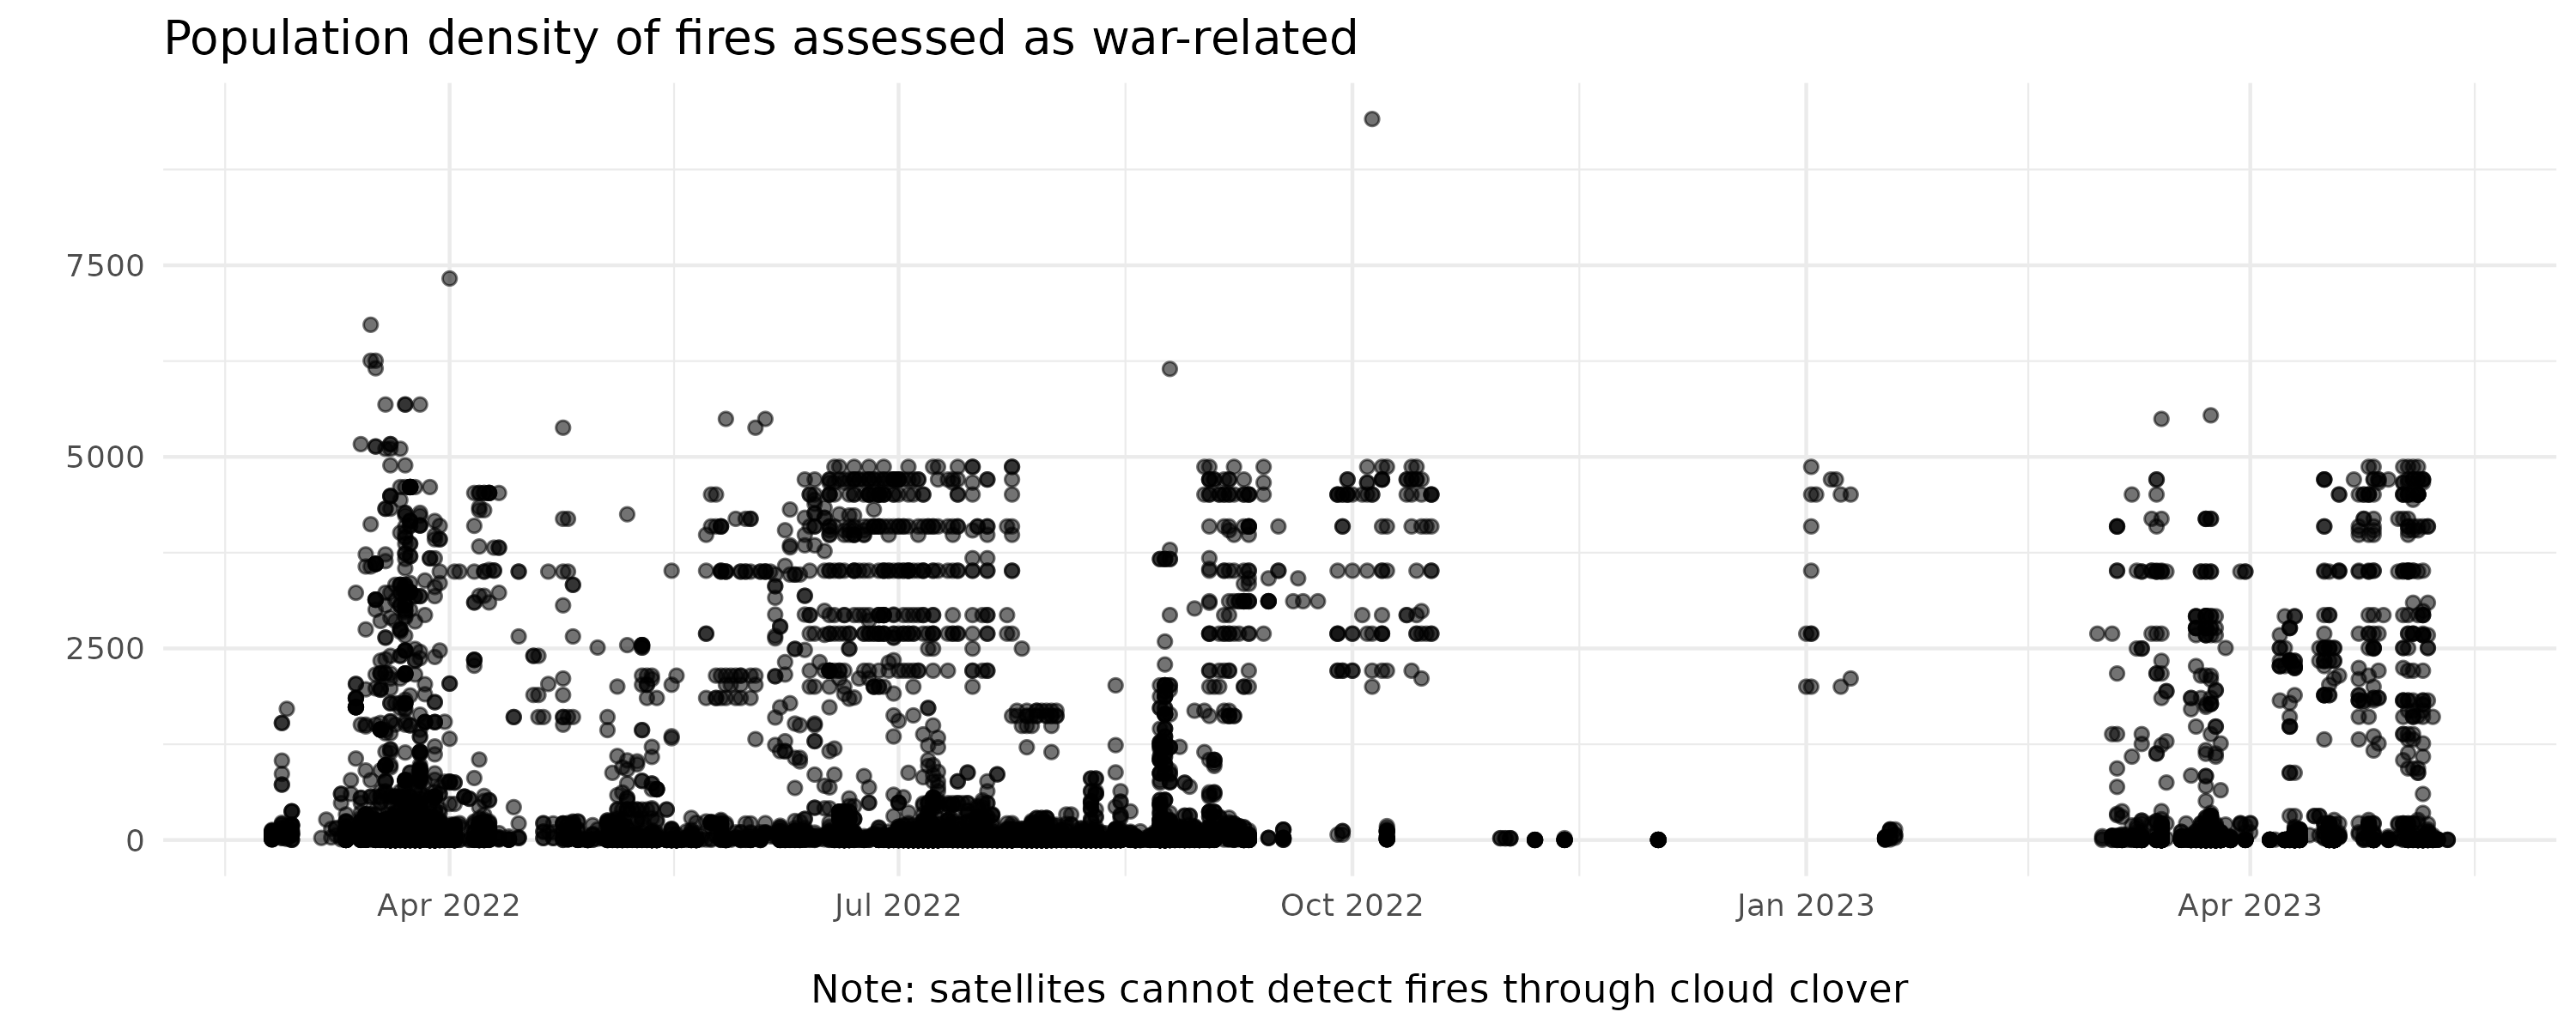 Population density of fires assessed as war-related
7500
5000
2500
0
Apr 2022 Jul 2022 Oct 2022 Jan 2023 Apr 2023
Note: satellites cannot detect fires through cloud clover